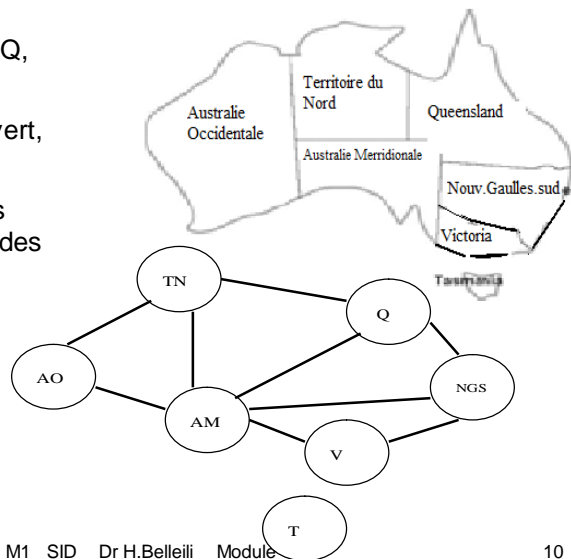 Q,
vert,
s
des
Territoire du
Nord
Australie
Occidentale
Queensland
Australie Merridionale
Nouv.Gaulles.sud
Victoria
Tasmania
TN
Q
AO
NGS
AM
V
T
M1 SID Dr H.Belleili Module 10